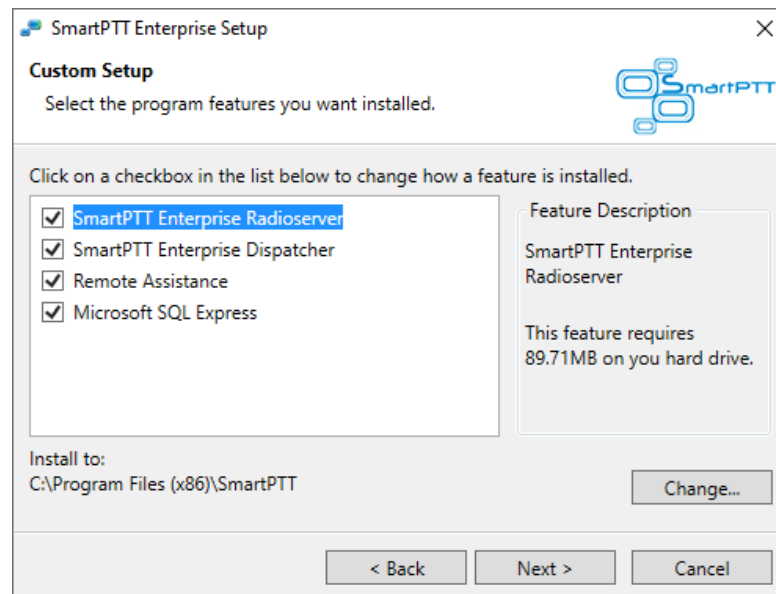 SmartPTT Enterprise Setup
Custom Setup
Select the program features you want installed.
SmartPTT
Click on a checkbox in the list below to change how a feature is installed.
SmartPTT Enterprise Radioserver
SmartPTT Enterprise Dispatcher
Remote Assistance
Microsoft SQL Express
Feature Description
SmartPTT Enterprise
Radioserver
This feature requires
89.71MB on you hard drive.
Install to:
C:\Program Files (x86)\SmartPTT
Change...
< Back
Next >
Cancel